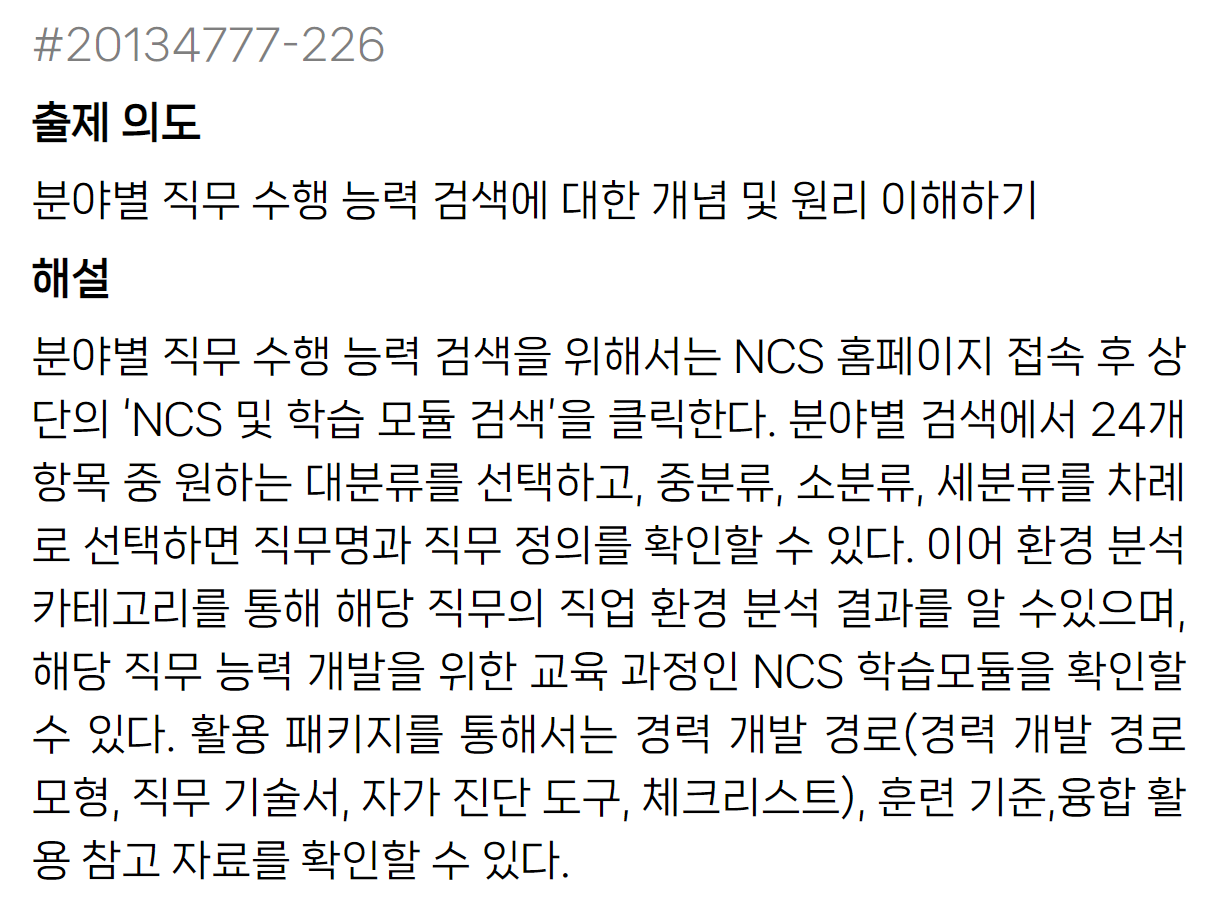 #20134777-226
출제 의도
분야별 직무 수행 능력 검색에 대한 개념 및 원리 이해하기
해설
분야별 직무 수행 능력 검색을 위해서는 NCS 홈페이지 접속 후 상
단의 ‘NCS 및 학습 모듈 검색’을 클릭한다. 분야별 검색에서 24개
항목 중 원하는 대분류를 선택하고, 중분류, 소분류, 세분류를 차례
로 선택하면 직무명과 직무 정의를 확인할 수 있다. 이어 환경 분석
카테고리를 통해 해당 직무의 직업 환경 분석 결과를 알 수있으며,
해당 직무 능력 개발을 위한 교육 과정인 NCS 학습모듈을 확인할
수 있다. 활용 패키지를 통해서는 경력 개발 경로(경력 개발 경로
모형, 직무 기술서, 자가 진단 도구, 체크리스트), 훈련 기준,융합 활
용 참고 자료를 확인할 수 있다.